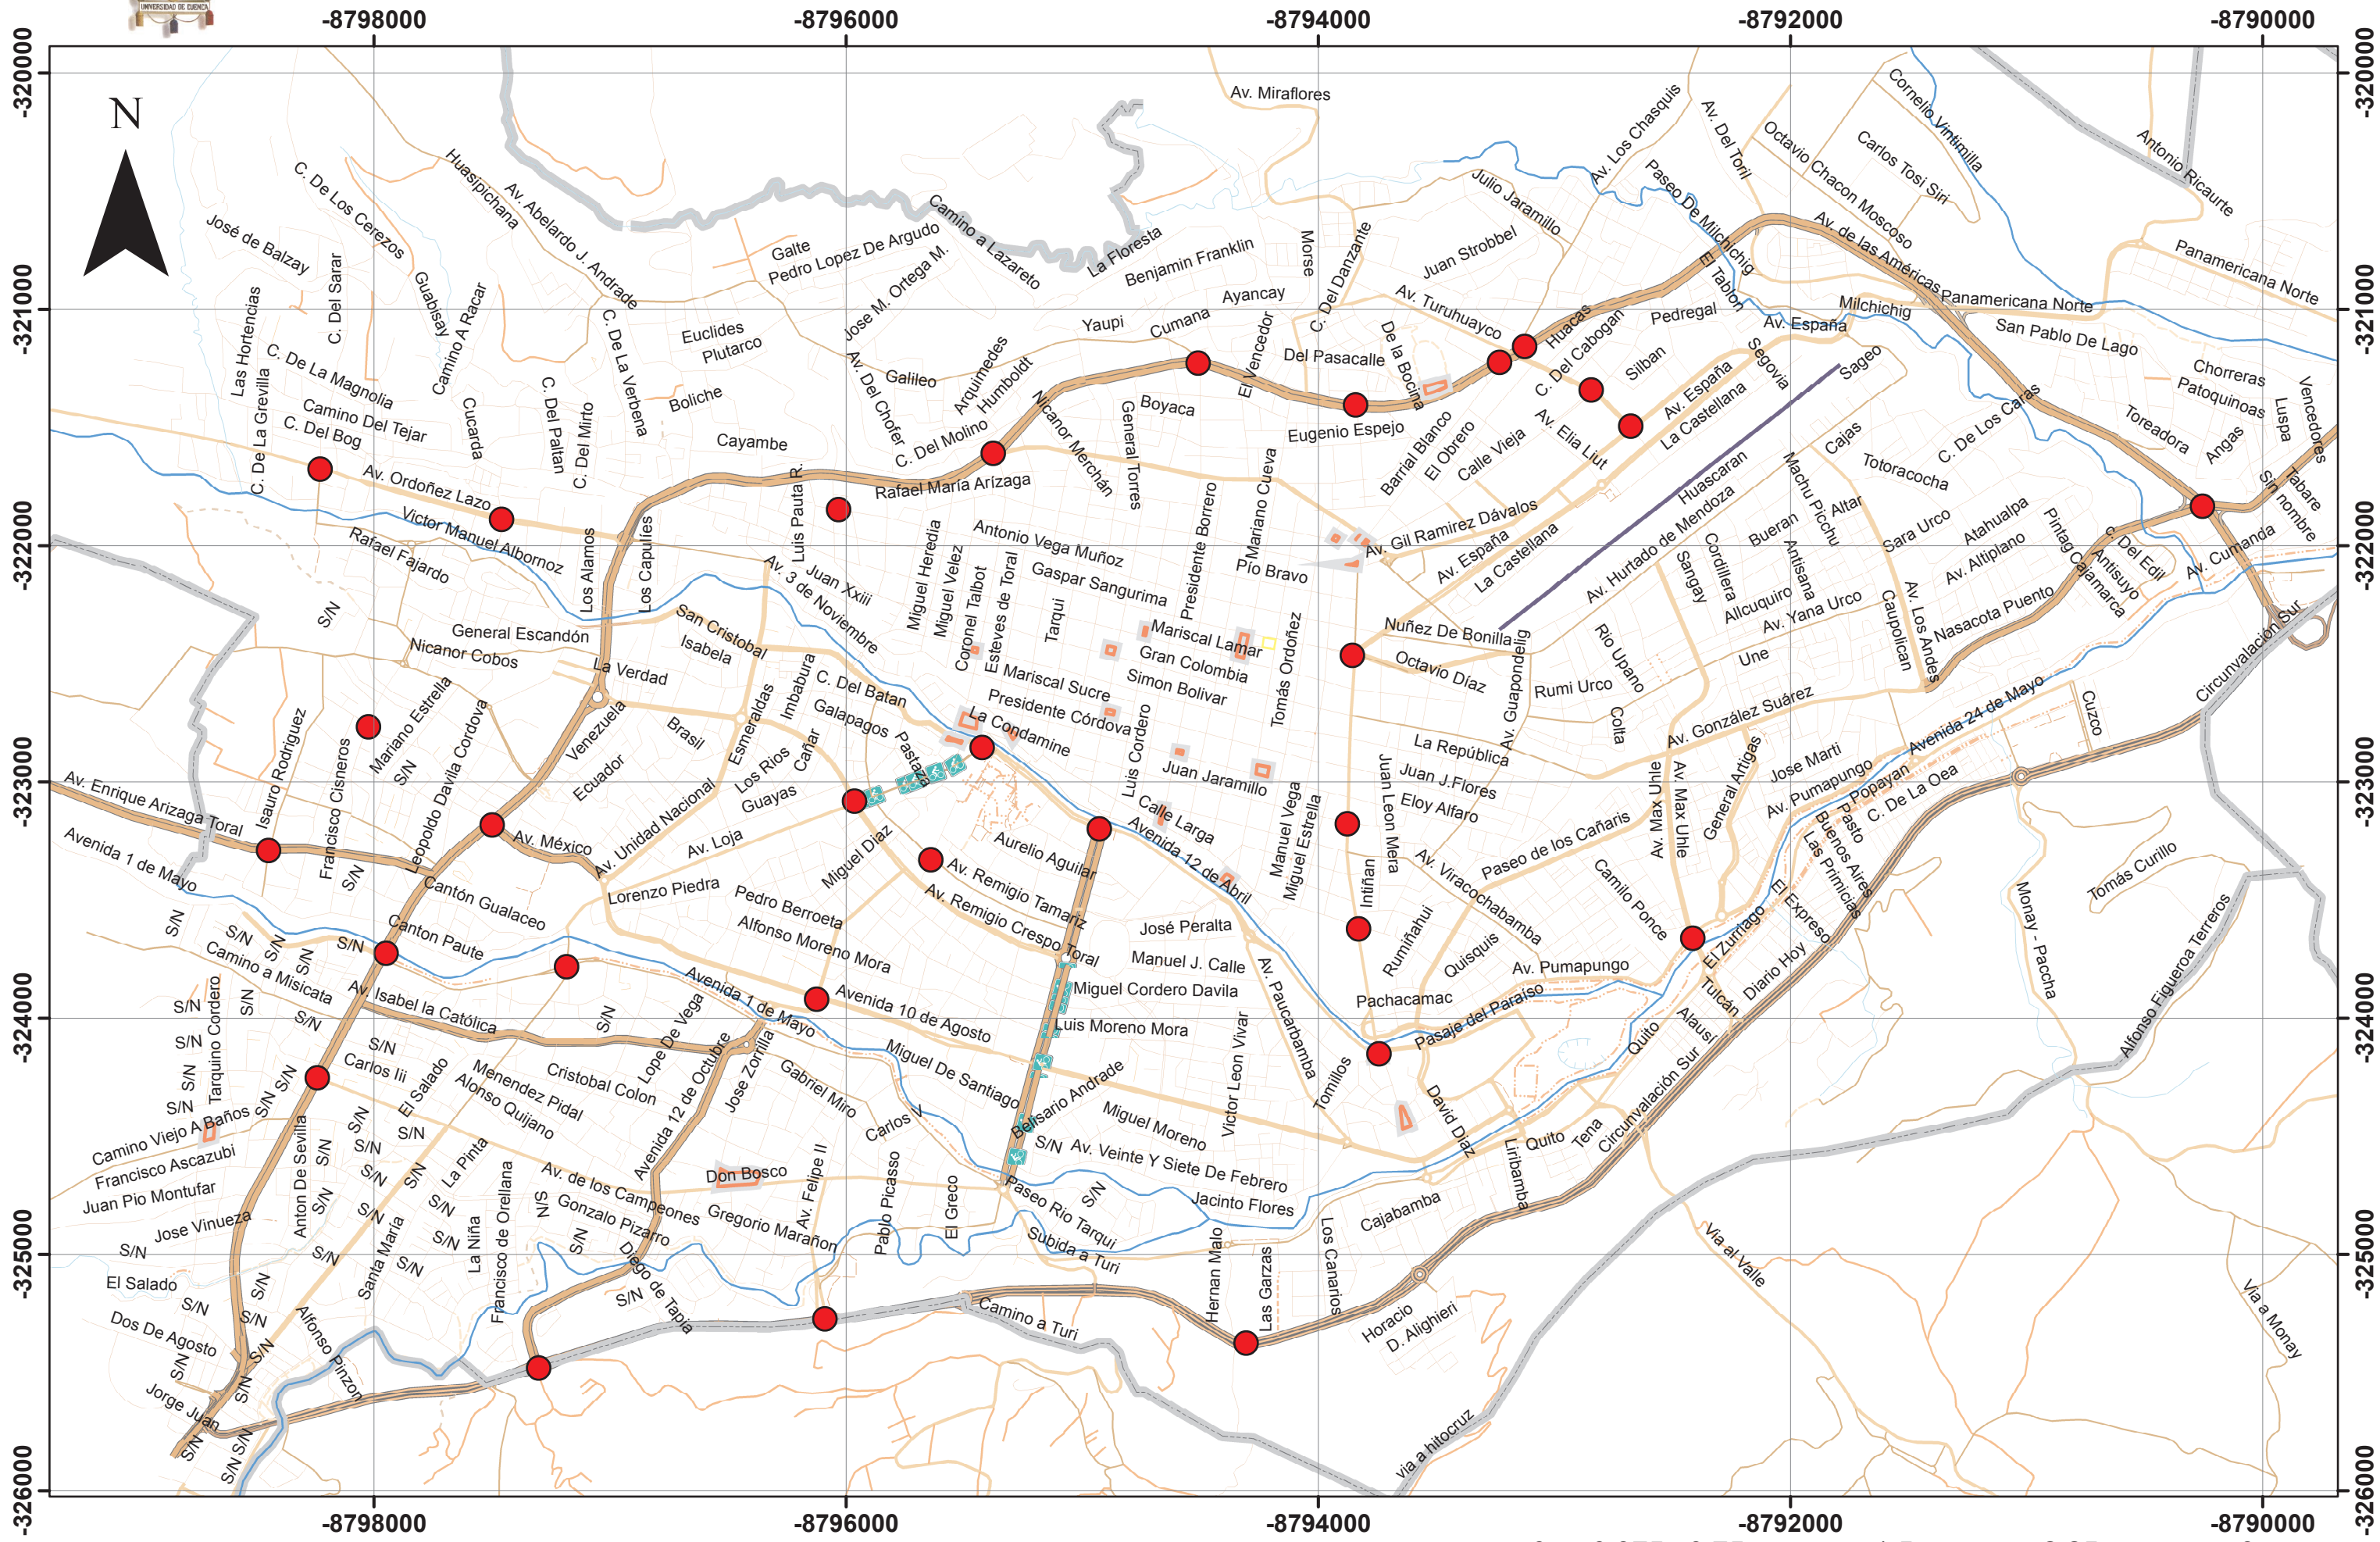 UNIVERSIDAD DE CUENCA
-8798000
-8796000
-8794000
-8792000
-8790000
-320000
-321000
-322000
-323000
-324000
-325000
-326000
-320000
-321000
-322000
-323000
-324000
-325000
-326000
N
Av. Miraflores
Av. Los Chasquis
Av. Del Toril
Cornelio Vintimilla
Octavio Chacon Moscoso
Carlos Tosi Siri
Antonio Ricaurte
Huasipichana
Av. Abelardo J. Andrade
C. De Los Cerezos
José de Balzay
C. Del Sarar
Guabisay
Camino A Racar
Las Hortencias
Galte
Pedro Lopez De Argudo
Camino a Lazareto
Jose M. Ortega M.
La Floresta
Benjamin Franklin
Morse
C. Del Danzante
Julio Jaramillo
Juan Strobbel
Paseo De Milchichig
El Tablon
Av. de las Américas
Panamericana Norte
Panamericana Norte
Milchichig
Av. España
San Pablo De Lago
Ayancay
Yaupi
Cumana
Av. Turuhuayco
Huacas
C. Del Cabogan
Pedregal
Silban
Segovia
Sageo
Euclides
Plutarco
C. De La Verbena
C. De La Magnolia
Camino Del Tejar
C. Del Bog
C. De La Grevilla
Cucarda
C. Del Paltan
C. Del Mirto
Boliche
Cayambe
Av. Del Chofer
Galileo
Arquimedes
Humboldt
C. Del Molino
Nicanor Merchán
General Torres
Boyaca
El Vencedor
Del Pasacalle
De la Bocina
Eugenio Espejo
Barrial Blanco
El Obrero
Calle Vieja
Av. Elia Liut
Av. España
La Castellana
Chorreras
Patoquinoas
Vencedores
Luspa
Toreadora
Angas
Tabare
Sin nombre
C. De Los Caras
Cajas
Totoracocha
Huascaran
Machu Picchu
Altar
Av. Ordoñez Lazo
Victor Manuel Albornoz
Rafael Fajardo
Los Alamos
Los Capulíes
Luis Pauta R.
Rafael María Arízaga
Antonio Vega Muñoz
Gaspar Sangurima
Presidente Borrero
Mariano Cueva
Pío Bravo
Av. Gil Ramirez Dávalos
Av. España
La Castellana
Av. Hurtado de Mendoza
Sangay
Cordillera
Bueran
Antisana
Allcuquiro
Av. Yana Urco
Sara Urco
Atahualpa
Av. Altiplano
Pintag
Cajamarca
Antisuyo
C. Del Edil
Av. Cumanda
Caupolican
Av. Los Andes
Nasacota Puento
Circunvalación Sur
Juan Xxiii
Av. 3 de Noviembre
Miguel Heredia
Miguel Velez
Coronel Talbot
Esteves de Toral
Tarqui
Mariscal Lamar
Gran Colombia
Simon Bolivar
Mariscal Sucre
Presidente Córdova
Tomás Ordoñez
Nuñez De Bonilla
Octavio Díaz
Av. Guapondelig
Rio Upano
Rumi Urco
Une
Colta
S/N
General Escandón
Nicanor Cobos
La Verdad
San Cristobal
Isabela
C. Del Batan
Imbabura
Galapagos
Esmeraldas
La Condamine
Luis Cordero
La República
Av. González Suárez
Avenida 24 de Mayo
Cuzco
Isauro Rodriguez
Francisco Cisneros
Mariano Estrella
S/N
Leopoldo Davila Cordova
Venezuela
Ecuador
Brasil
Los Rios
Cañar
Guayas
Pastaza
Juan Jaramillo
Calle Larga
Manuel Vega
Miguel Estrella
Juan Leon Mera
Juan J.Flores
Eloy Alfaro
Av. Max Uhle
Av. Max Uhle
General Artigas
Jose Marti
Av. Pumapungo
Popayan
C. De La Oea
Pasto
Buenos Aires
Las Primicias
Av. Enrique Arizaga Toral
Avenida 1 de Mayo
S/N
Av. México
Av. Unidad Nacional
Av. Loja
Miguel Diaz
Aurelio Aguilar
Avenida 12 de Abril
Intiñan
Av. Viracochabamba
Paseo de los Cañaris
Camilo Ponce
El Expreso
El Zurriago
Diario Hoy
Tomás Curillo
Monay - Paccha
Alfonso Figueroa Terreros
Cantón Gualaceo
Canton Paute
Lorenzo Piedra
Pedro Berroeta
Alfonso Moreno Mora
Av. Remigio Tamariz
Av. Remigio Crespo Toral
José Peralta
Manuel J. Calle
Miguel Cordero Davila
Luis Moreno Mora
Rumiñahui
Quisquis
Av. Pumapungo
Pachacamac
Pasaje del Paraíso
Tulcán
Alausí
Quito
S/N
S/N
S/N
S/N
S/N
Camino a Misicata
S/N
S/N
S/N
Tarquino Cordero
Av. Isabel la Católica
S/N
Avenida 1 de Mayo
Avenida 10 de Agosto
Lope De Vega
Av. Paucarbamba
Tomillos
David Diaz
Circunvalación Sur
S/N
S/N
S/N
S/N
S/N
S/N
Carlos Iii
El Salado
Menendez Pidal
Alonso Quijano
Cristobal Colon
Avenida 12 de Octubre
Jose Zorrilla
Gabriel Miro
Carlos V
Miguel De Santiago
Belisario Andrade
S/N
Miguel Moreno
Av. Veinte Y Siete De Febrero
Victor Leon Vivar
Jacinto Flores
Liribamba
Quito
Tena
Cajabamba
Camino Viejo A Baños
Francisco Ascazubi
Juan Pio Montufar
Jose Vinueza
Anton De Sevilla
S/N
S/N
S/N
S/N
S/N
S/N
S/N
La Pinta
S/N
Francisco de Orellana
Av. de los Campeones
Gonzalo Pizarro
Don Bosco
Gregorio Marañon
Av. Felipe II
Pablo Picasso
El Greco
Paseo Rio Tarqui
S/N
Subida a Turi
Hernan Malo
Las Garzas
Los Canarios
Horacio
D. Alighieri
Via al Valle
Via a Monay
via a hitocruz
S/N
S/N
S/N
S/N
S/N
S/N
Santa María
La Niña
S/N
S/N
Diego de Tapia
S/N
Camino a Turi
El Salado
S/N
S/N
S/N
Dos De Agosto
S/N
S/N
Alfonso Pinzon
Jorge Juan
S/N
S/N
S/N
S/N
-8798000
-8796000
-8794000
-8792000
-8790000